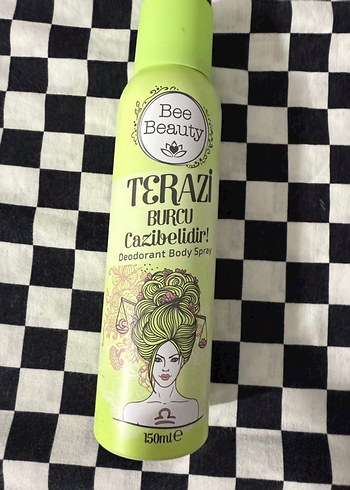 Bee
Beauty
TERAZİ
BURCU
Cazibelidir!
Deodorant Body Spray
150ml e